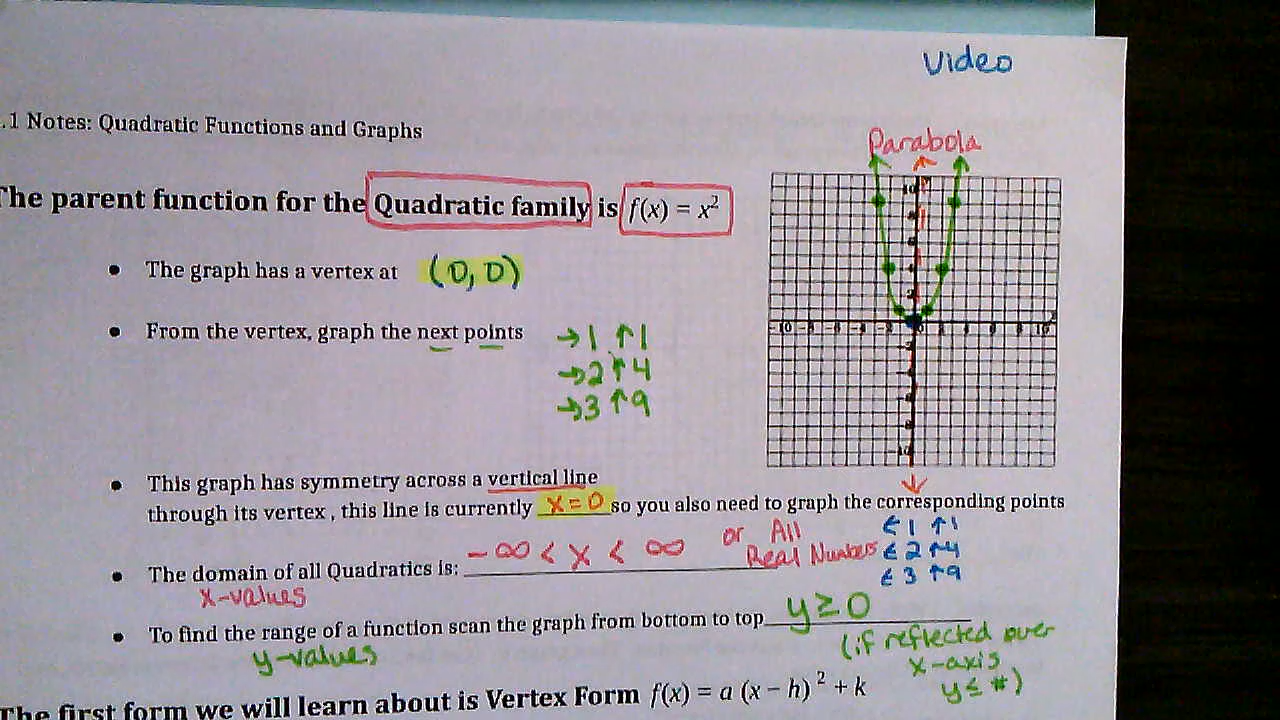 Video
.1 Notes: Quadratic Functions and Graphs
Parabola
The parent function for the Quadratic family is f(x) = x²
• The graph has a vertex at (0,0)
• From the vertex, graph the next points →1 ↑1
→2 ↑4
→3 ↑9
• This graph has symmetry across a vertical line
through its vertex , this line is currently x=0 so you also need to graph the corresponding points
←1 ↑1
←2 ↑4
←3 ↑9
• The domain of all Quadratics is: -∞ < x < ∞ or All
Real Numbers
x-values
• To find the range of a function scan the graph from bottom to top y≥0
y-values
(if reflected over
x-axis
y≤ #)
The first form we will learn about is Vertex Form f(x) = a (x – h) ² + k